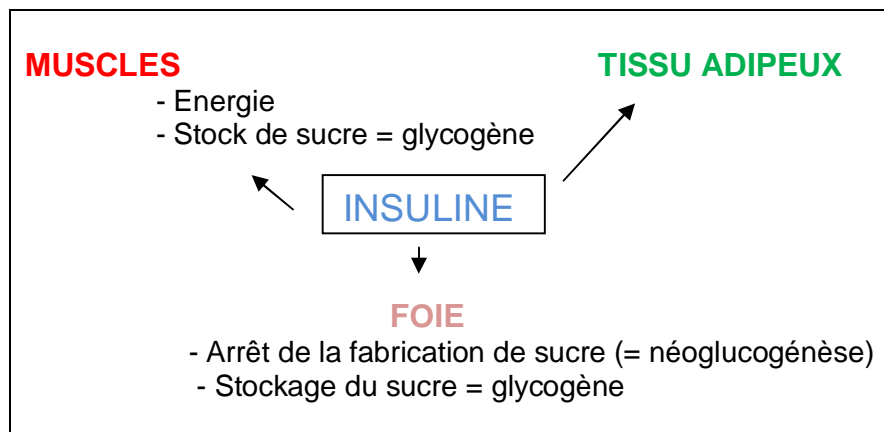 MUSCLES
TISSU ADIPEUX
- Energie
- Stock de sucre = glycogène
INSULINE
FOIE
- Arrêt de la fabrication de sucre (= néoglucogénèse)
- Stockage du sucre = glycogène